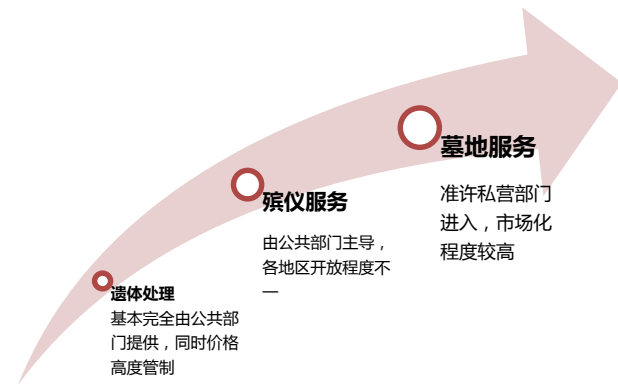 遗体处理
基本完全由公共部
门提供，同时价格
高度管制
殡仪服务
由公共部门主导，
各地区开放程度不
一
墓地服务
准许私营部门
进入，市场化
程度较高